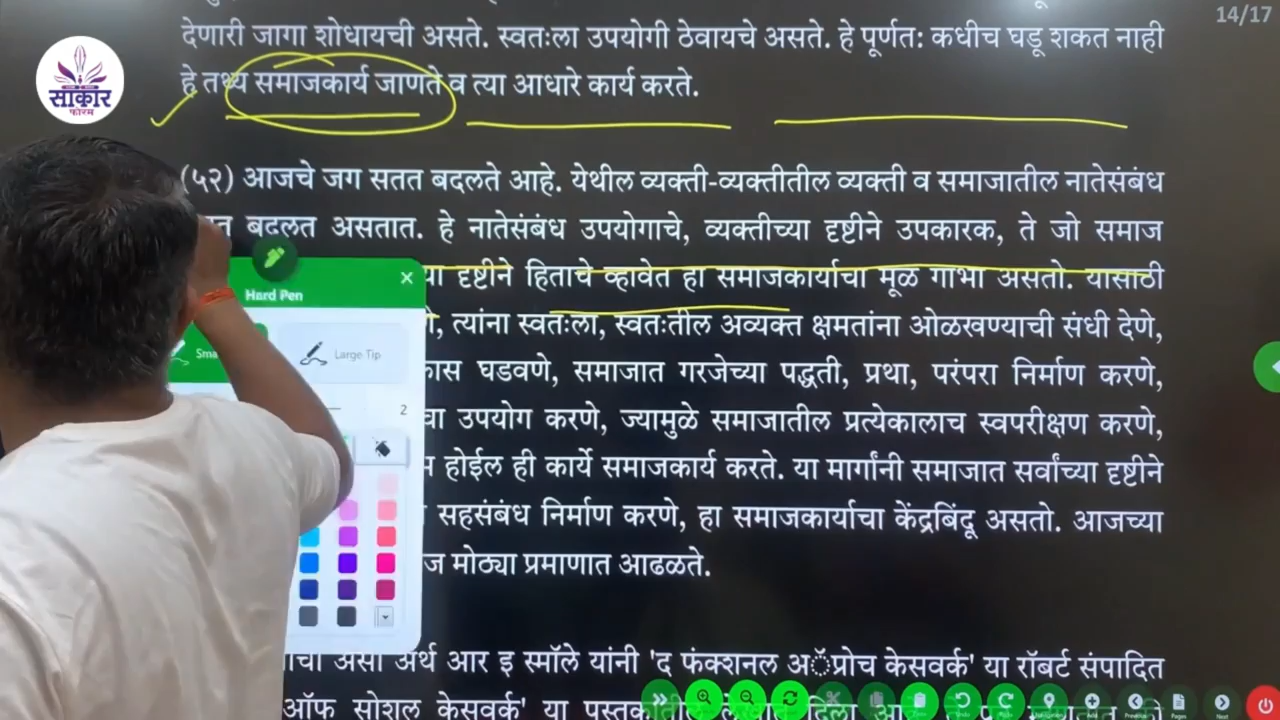 14/17
साकार
फोरम
देणारी जागा शोधायची असते. स्वतःला उपयोगी ठेवायचे असते. हे पूर्णत: कधीच घडू शकत नाही
हे तथ्य समाजकार्य जाणते व त्या आधारे कार्य करते.
(५२) आजचे जग सतत बदलते आहे. येथील व्यक्ती-व्यक्तीतील व्यक्ती व समाजातील नातेसंबंध
बदलत असतात. हे नातेसंबंध उपयोगाचे, व्यक्तीच्या दृष्टीने उपकारक, ते जो समाज
दृष्टीने हिताचे व्हावेत हा समाजकार्याचा मूळ गाभा असतो. यासाठी
Hard Pen
त्यांना स्वतःला, स्वतःतील अव्यक्त क्षमतांना ओळखण्याची संधी देणे,
Large Tip
घडवणे, समाजात गरजेच्या पद्धती, प्रथा, परंपरा निर्माण करणे,
2
उपयोग करणे, ज्यामुळे समाजातील प्रत्येकालाच स्वपरीक्षण करणे,
होईल ही कार्ये समाजकार्य करते. या मार्गांनी समाजात सर्वांच्या दृष्टीने
सहसंबंध निर्माण करणे, हा समाजकार्याचा केंद्रबिंदू असतो. आजच्या
मोठ्या प्रमाणात आढळते.
असा अर्थ आर इ स्मॉले यांनी 'द फंक्शनल अॅप्रोच केसवर्क' या रॉबर्ट संपादित
ऑफ सोशल केसवर्क' या पुस्तकातील